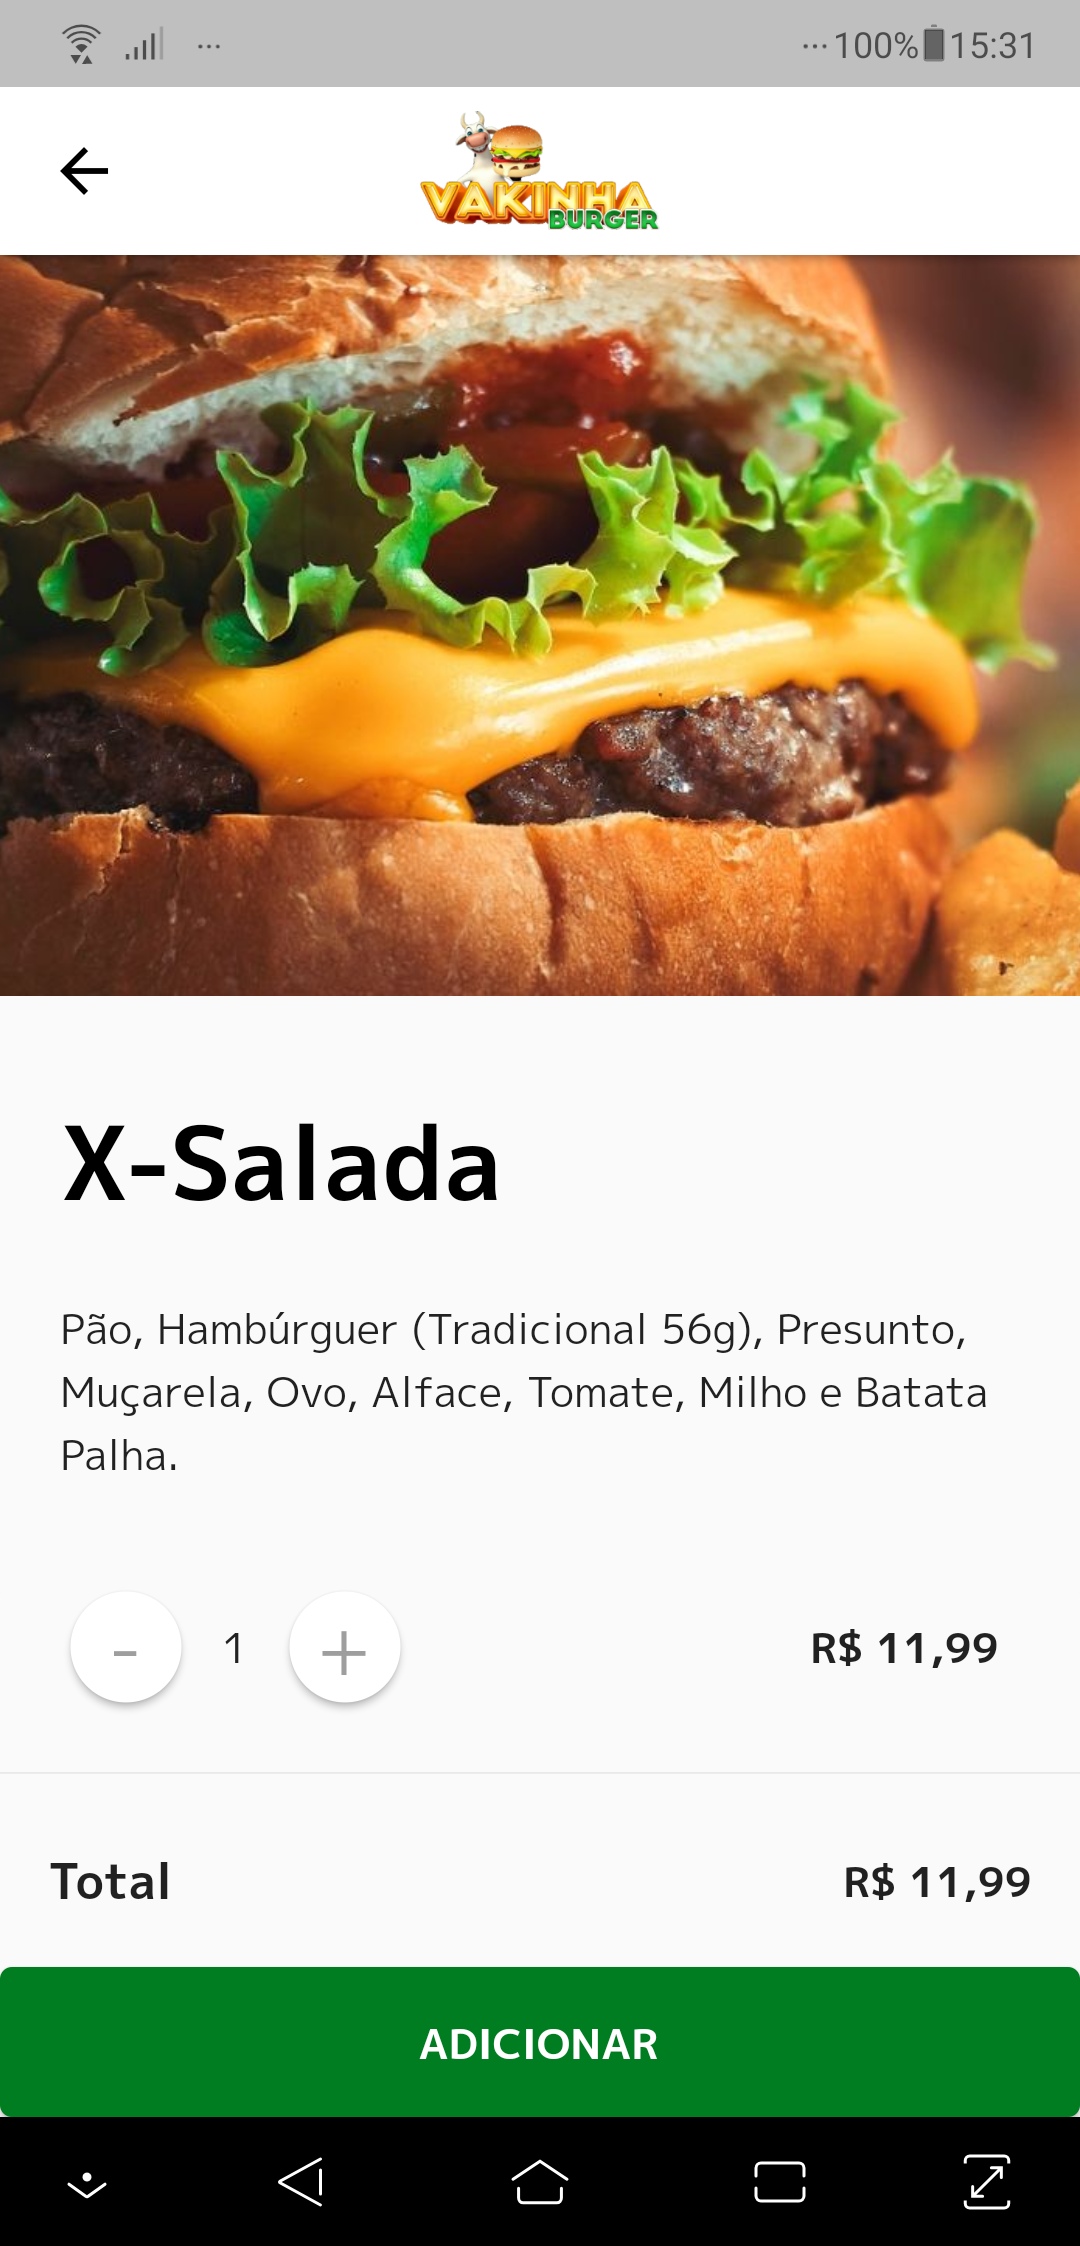 100% 15:31
VAKINHA
BURGER
X-Salada
Pão, Hambúrguer (Tradicional 56g), Presunto,
Muçarela, Ovo, Alface, Tomate, Milho e Batata
Palha.
- 1 + R$ 11,99
Total R$ 11,99
ADICIONAR